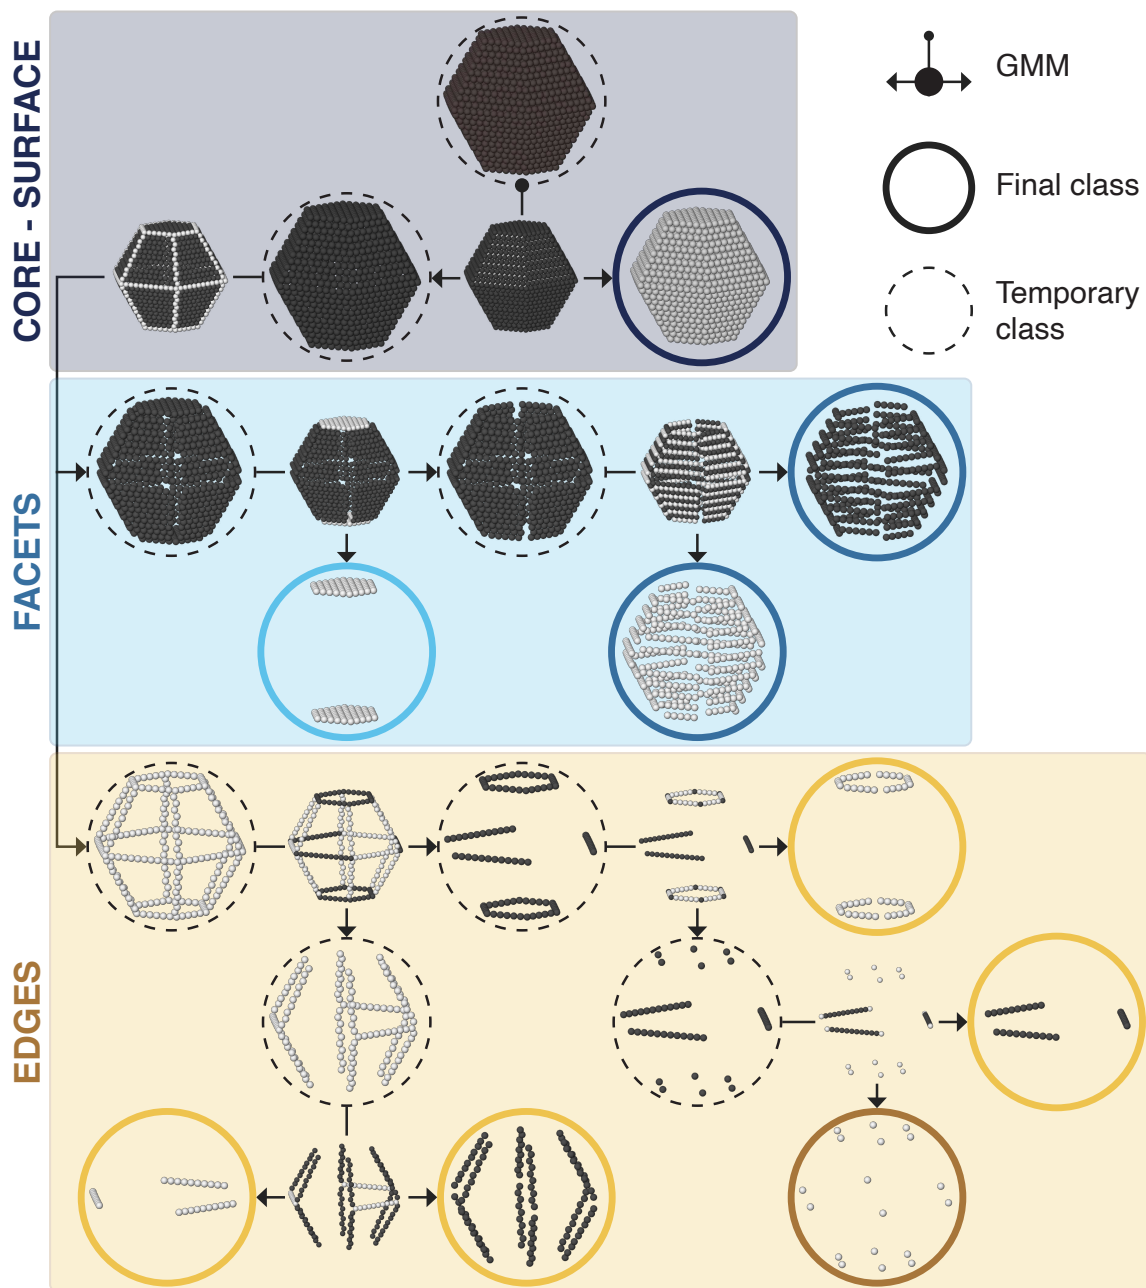 CORE - SURFACE
GMM
Final class
Temporary
class
FACETS
EDGES